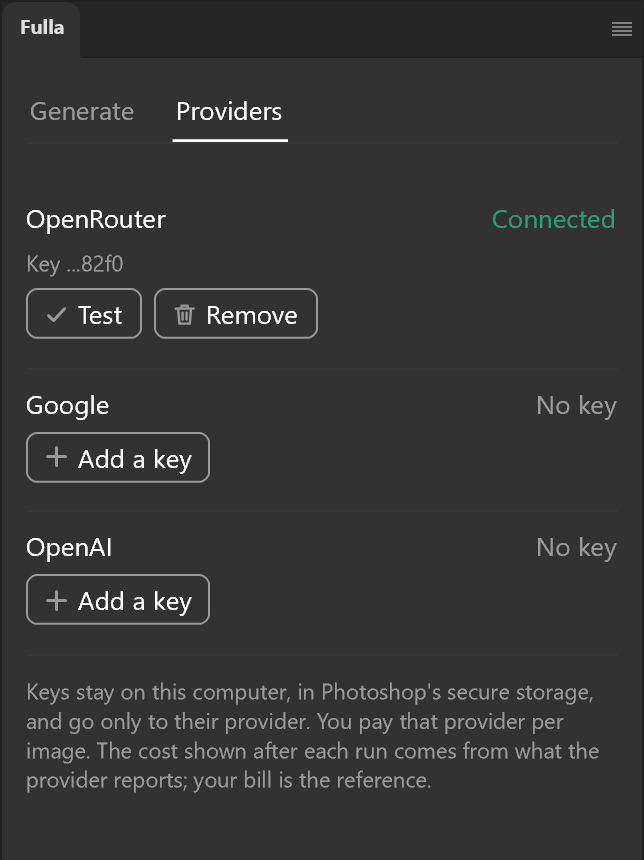 Fulla
Generate
Providers
OpenRouter
Connected
Key ...82f0
Test
Remove
Google
No key
Add a key
OpenAI
No key
Add a key
Keys stay on this computer, in Photoshop's secure storage,
and go only to their provider. You pay that provider per
image. The cost shown after each run comes from what the
provider reports; your bill is the reference.